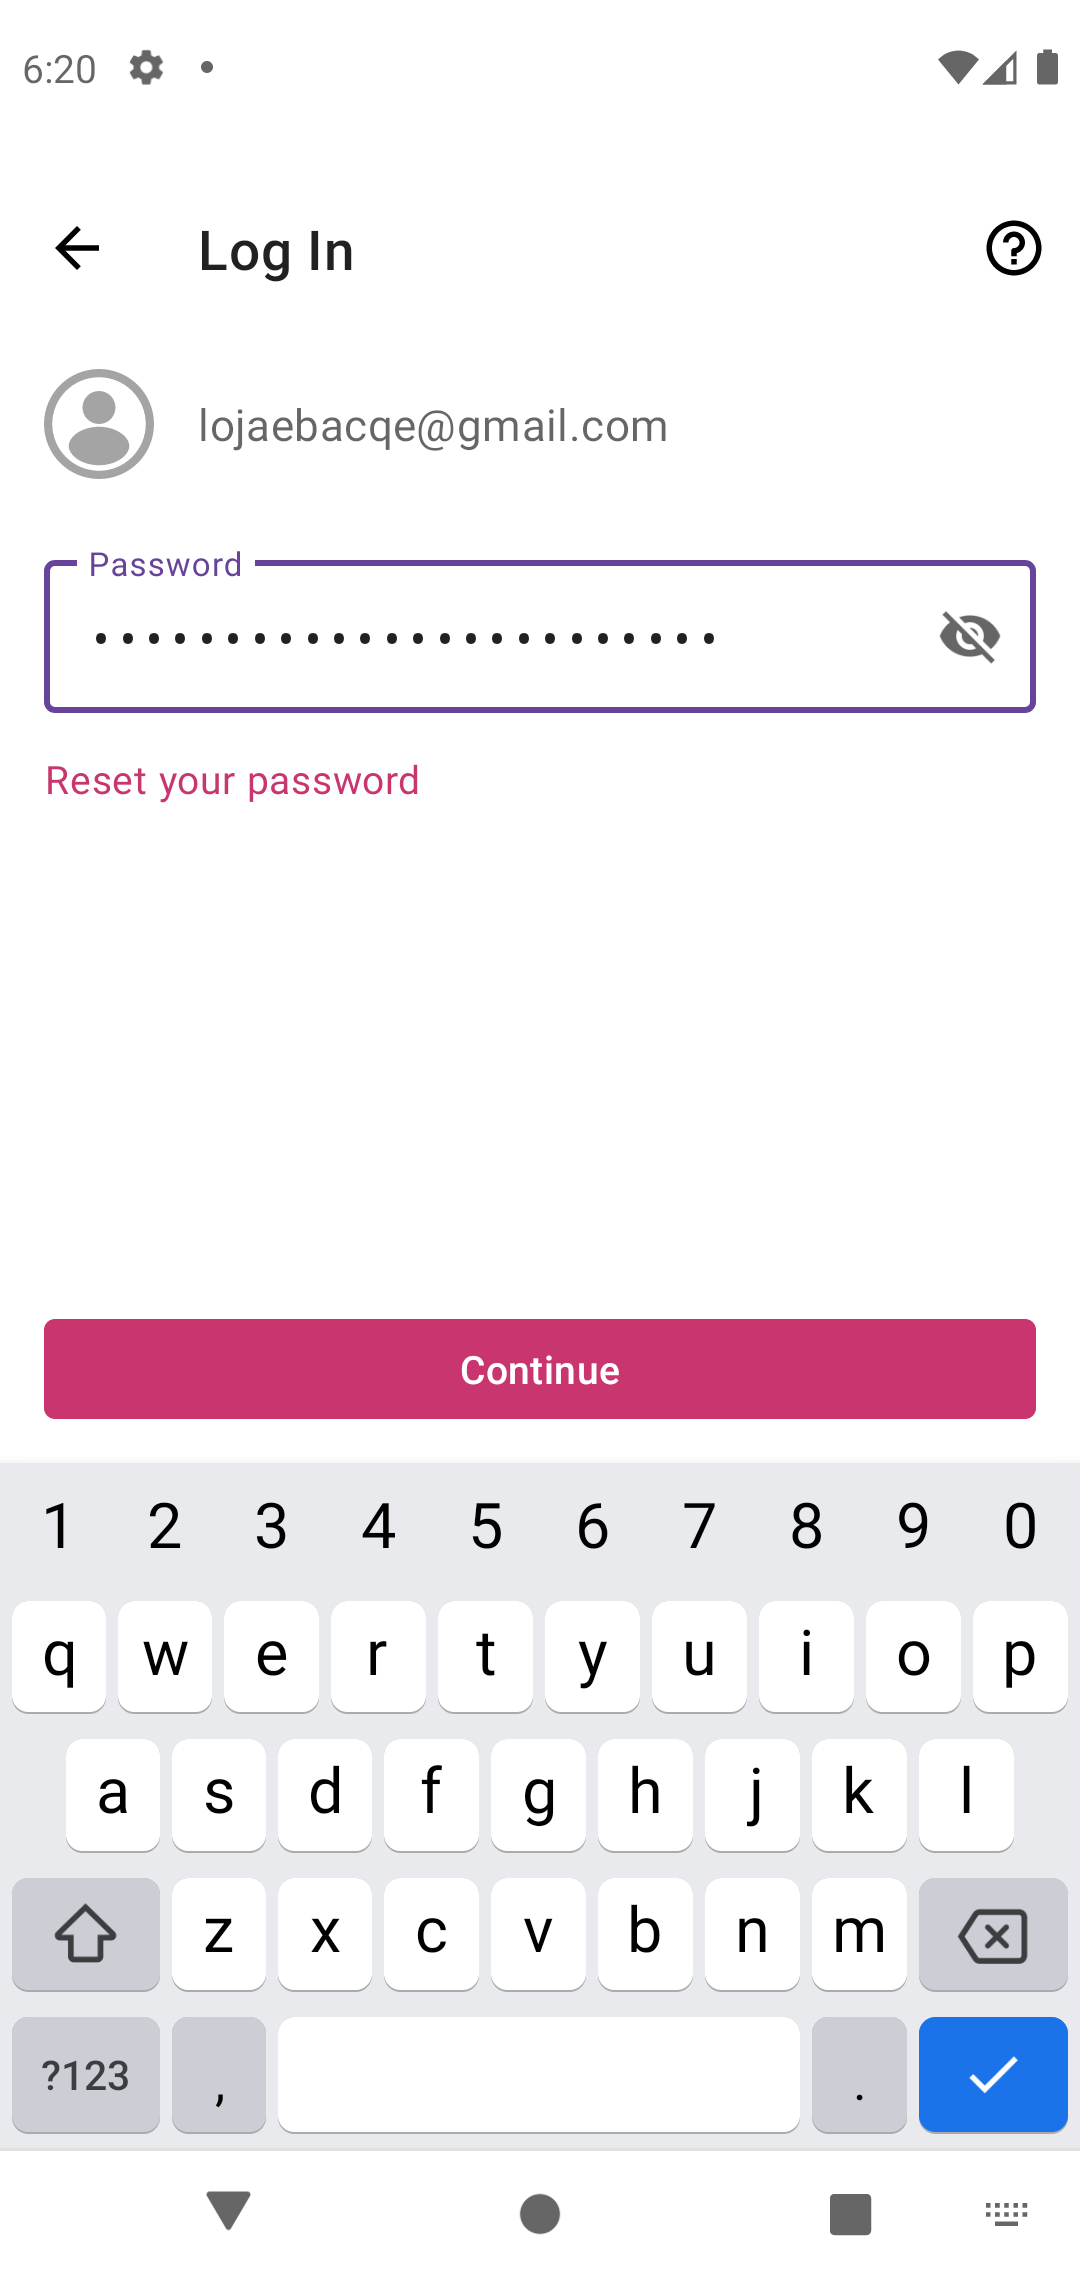 6:20
Log In
lojaebacqe@gmail.com
Password
••••••••••••••••••••••••
Reset your password
Continue
1 2 3 4 5 6 7 8 9 0
q w e r t y u i o p
a s d f g h j k l
z x c v b n m
?123 , .